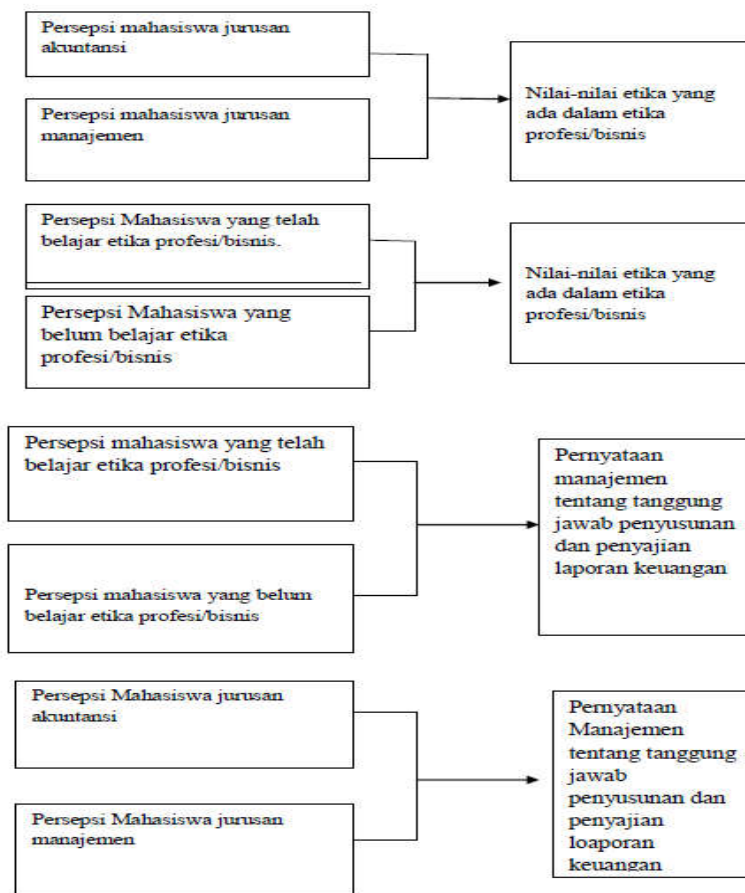 Persepsi mahasiswa jurusan
akuntansi
Persepsi mahasiswa jurusan
manajemen
Nilai-nilai etika yang
ada dalam etika
profesi/bisnis
Persepsi Mahasiswa yang telah
belajar etika profesi/bisnis.
Persepsi Mahasiswa yang
belum belajar etika
profesi/bisnis
Nilai-nilai etika yang
ada dalam etika
profesi/bisnis
Persepsi mahasiswa yang telah
belajar etika profesi/bisnis
Persepsi mahasiswa yang belum
belajar etika profesi/bisnis
Pernyataan
manajemen
tentang tanggung
jawab penyusunan
dan penyajian
laporan keuangan
Persepsi Mahasiswa jurusan
akuntansi
Persepsi Mahasiswa jurusan
manajemen
Pernyataan
Manajemen
tentang tanggung
jawab
penyusunan dan
penyajian
loaporan
keuangan